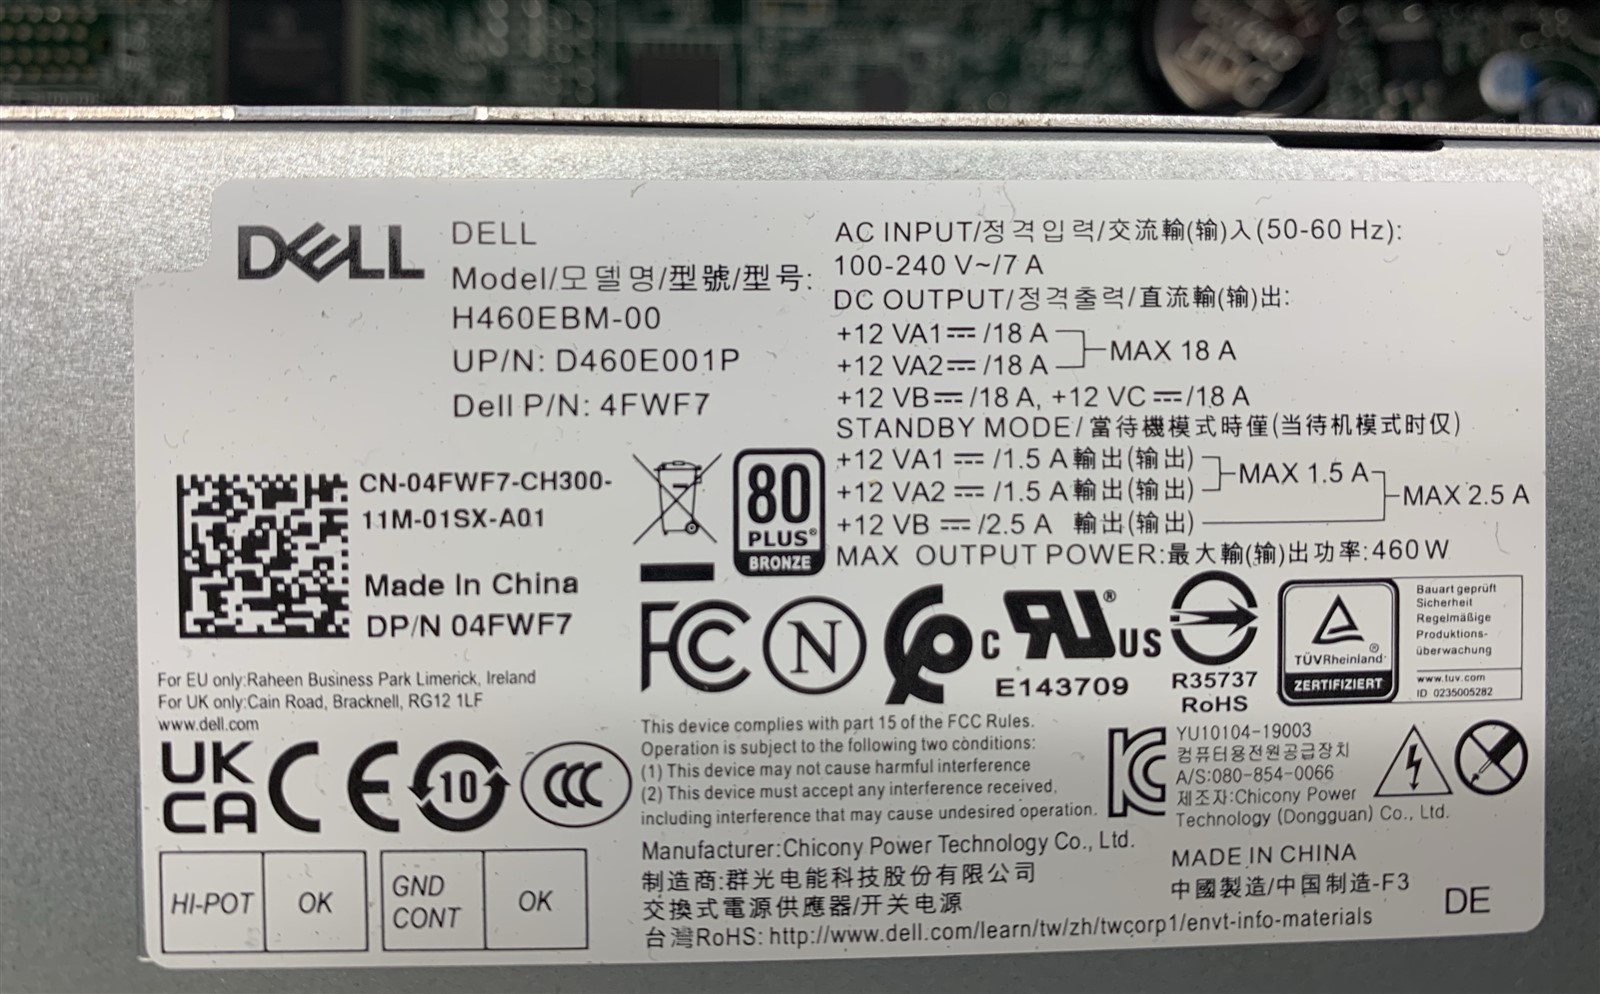 DELL
DELL
Model/모델명/型號/型号:
H460EBM-00
UP/N: D460E001P
Dell P/N: 4FWF7
AC INPUT/정격입력/交流輸(输)入(50-60 Hz):
100-240 V~/7 A
DC OUTPUT/정격출력/直流輸(输)出:
+12 VA1⎓/18 A
+12 VA2⎓/18 A
MAX 18 A
+12 VB⎓/18 A, +12 VC⎓/18 A
STANDBY MODE/當待機模式時僅(当待机模式时仅)
+12 VA1⎓/1.5 A輸出(输出)
+12 VA2⎓/1.5 A輸出(输出)
MAX 1.5 A
+12 VB⎓/2.5 A 輸出(输出)
MAX 2.5 A
MAX OUTPUT POWER:最大輸(输)出功率:460W
CN-04FWF7-CH300-
11M-01SX-A01
Made In China
DP/N 04FWF7
80
PLUS®
BRONZE
FC
N
c RU® US
E143709
R35737
RoHS
TÜVRheinland®
ZERTIFIZIERT
Bauart geprüft
Sicherheit
Regelmäßige
Produktions-
überwachung
www.tuv.com
ID 0235005282
For EU only:Raheen Business Park Limerick, Ireland
For UK only:Cain Road, Bracknell, RG12 1LF
www.dell.com
UK
CA
CE
10
CCC
This device complies with part 15 of the FCC Rules.
Operation is subject to the following two conditions:
(1) This device may not cause harmful interference
(2) This device must accept any interference received,
including interference that may cause undesired operation.
YU10104-19003
컴퓨터용전원공급장치
A/S:080-854-0066
제조자:Chicony Power
Technology (Dongguan) Co., Ltd.
HI-POT
OK
GND
CONT
OK
Manufacturer:Chicony Power Technology Co., Ltd.
制造商:群光电能科技股份有限公司
交換式電源供應器/开关电源
台灣RoHS: http://www.dell.com/learn/tw/zh/twcorp1/envt-info-materials
MADE IN CHINA
中國製造/中国制造-F3
DE